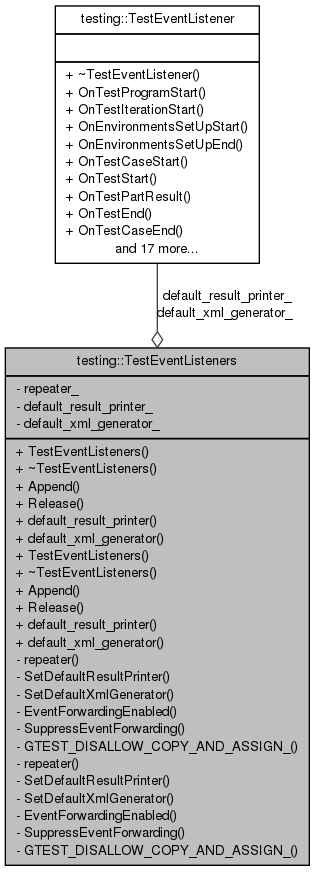 testing::TestEventListener
+ ~TestEventListener()
+ OnTestProgramStart()
+ OnTestIterationStart()
+ OnEnvironmentsSetUpStart()
+ OnEnvironmentsSetUpEnd()
+ OnTestCaseStart()
+ OnTestStart()
+ OnTestPartResult()
+ OnTestEnd()
+ OnTestCaseEnd()
and 17 more...
default_result_printer_
default_xml_generator_
testing::TestEventListeners
- repeater_
- default_result_printer_
- default_xml_generator_
+ TestEventListeners()
+ ~TestEventListeners()
+ Append()
+ Release()
+ default_result_printer()
+ default_xml_generator()
+ TestEventListeners()
+ ~TestEventListeners()
+ Append()
+ Release()
+ default_result_printer()
+ default_xml_generator()
- repeater()
- SetDefaultResultPrinter()
- SetDefaultXmlGenerator()
- EventForwardingEnabled()
- SuppressEventForwarding()
- GTEST_DISALLOW_COPY_AND_ASSIGN_()
- repeater()
- SetDefaultResultPrinter()
- SetDefaultXmlGenerator()
- EventForwardingEnabled()
- SuppressEventForwarding()
- GTEST_DISALLOW_COPY_AND_ASSIGN_()